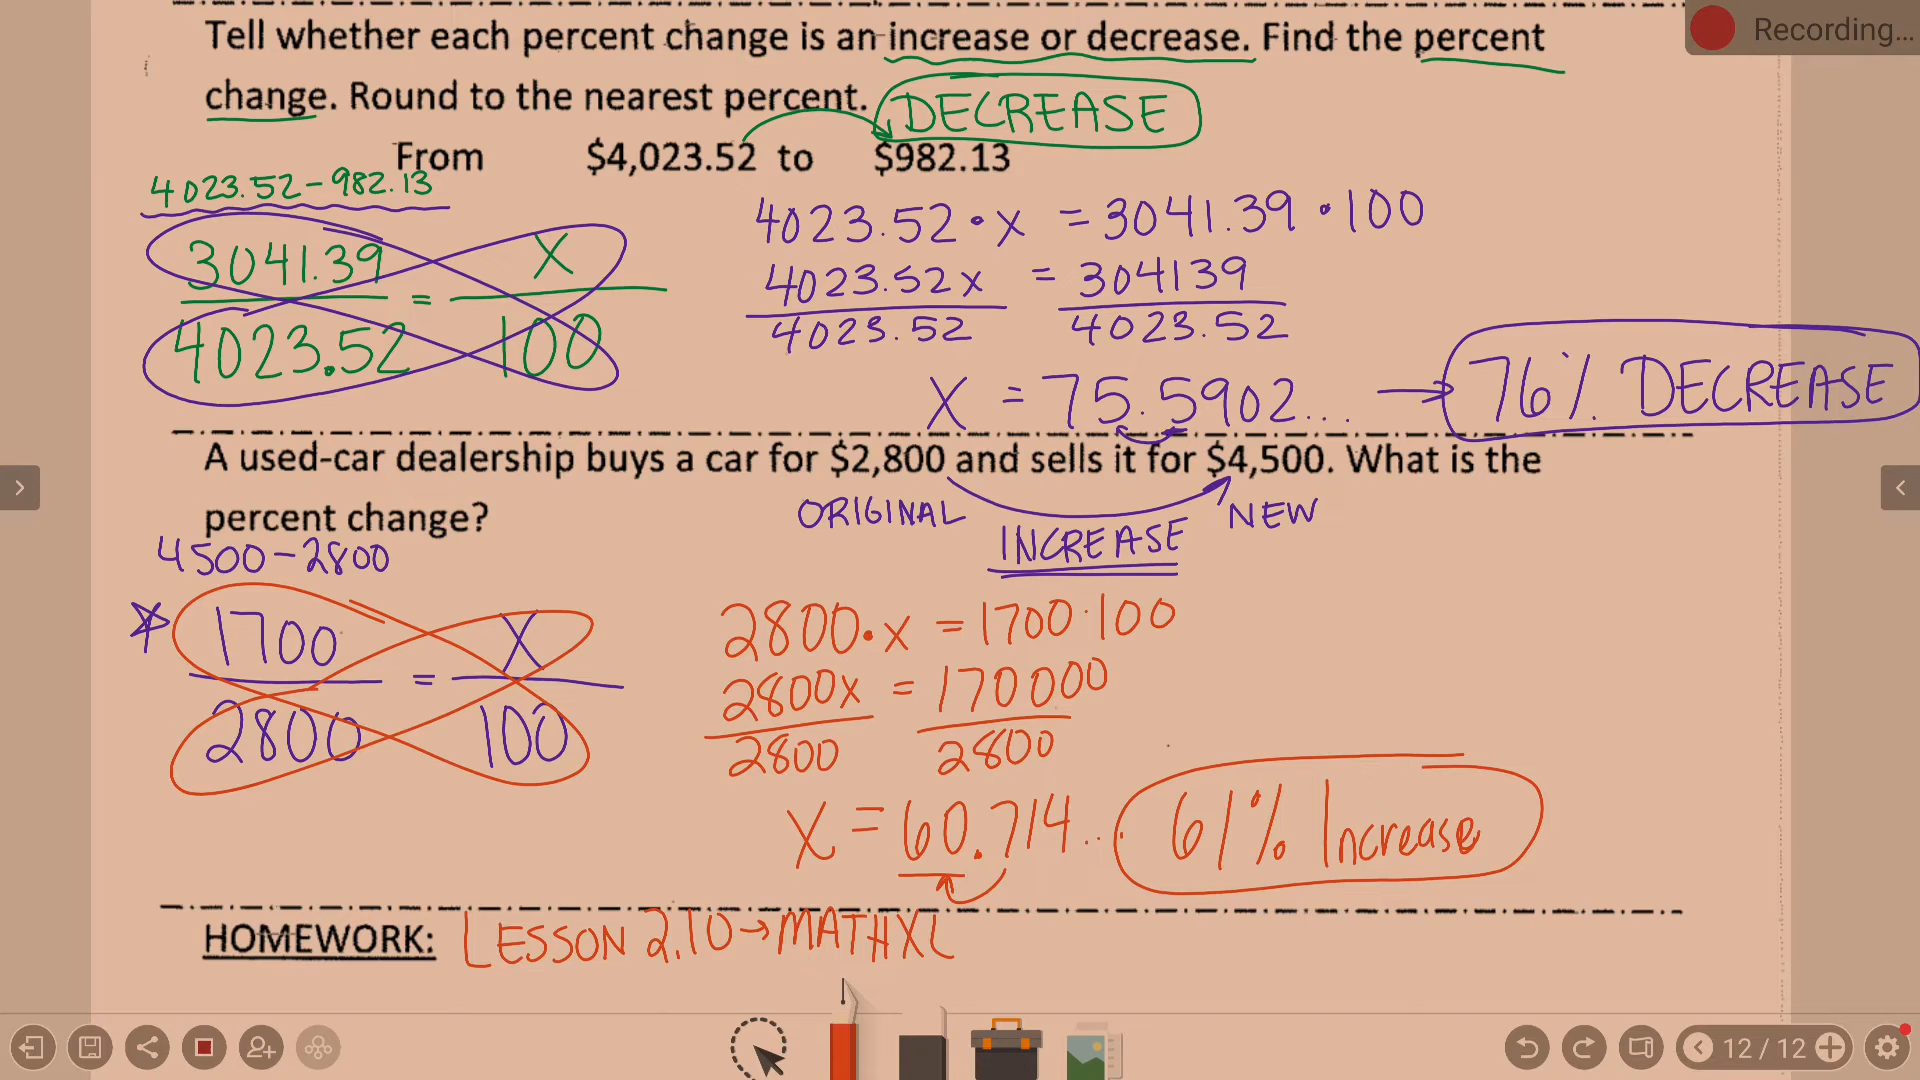 Recording...
Tell whether each percent change is an increase or decrease. Find the percent
change. Round to the nearest percent. DECREASE
From $4,023.52 to $982.13
4023.52-982.13
3041.39 X
=
4023.52 100
4023.52•x = 3041.39•100
4023.52x = 304139
4023.52 4023.52
X = 75.5902... → 76% DECREASE
A used-car dealership buys a car for $2,800 and sells it for $4,500. What is the
percent change?
ORIGINAL NEW
INCREASE
4500-2800
1700 X
=
2800 100
2800•x = 1700·100
2800x = 170000
2800 2800
X = 60.714... 61% Increase
HOMEWORK: LESSON 2.10→MATHXL
12 / 12